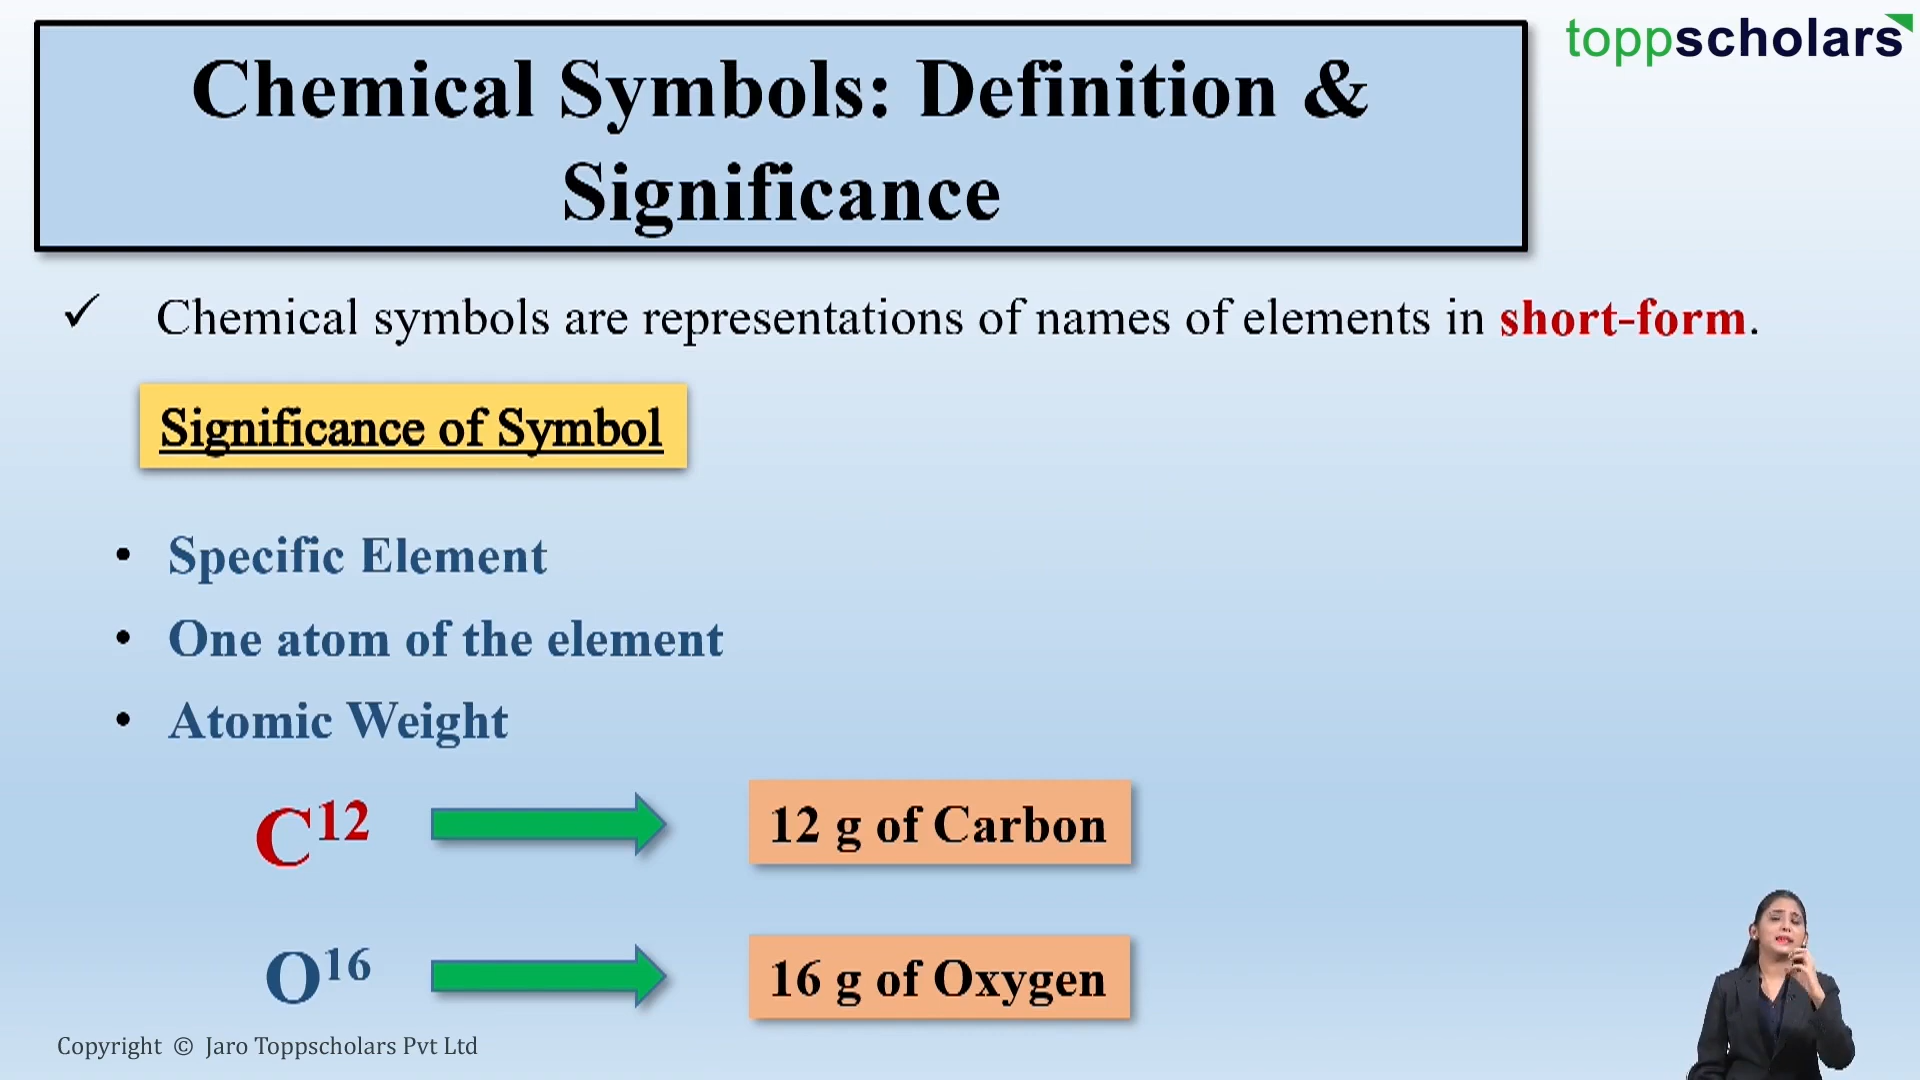 toppscholars
Chemical Symbols: Definition &
Significance
✓ Chemical symbols are representations of names of elements in short-form.
Significance of Symbol
• Specific Element
• One atom of the element
• Atomic Weight
C¹² 12 g of Carbon
O¹⁶ 16 g of Oxygen
Copyright © Jaro Toppscholars Pvt Ltd